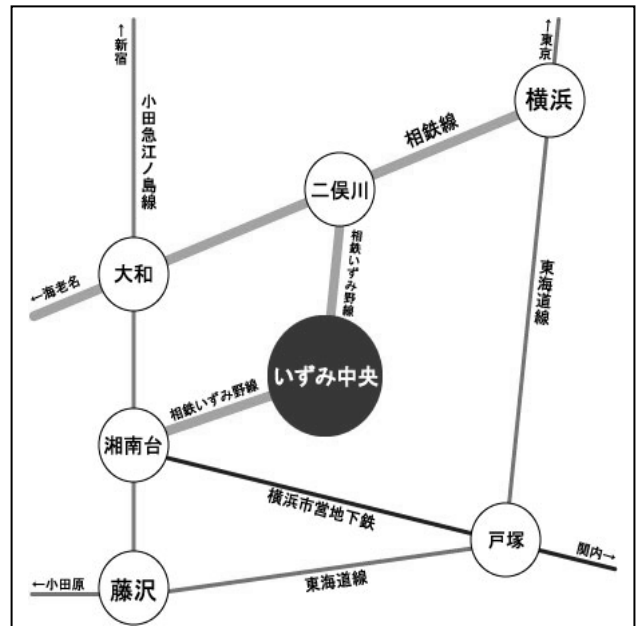 ←新宿
←東京
小田急江ノ島線
横浜
相鉄線
二俣川
相鉄いずみ野線
大和
←海老名
東海道線
いずみ中央
相鉄いずみ野線
湘南台
横浜市営地下鉄
戸塚
関内→
←小田原
藤沢
東海道線